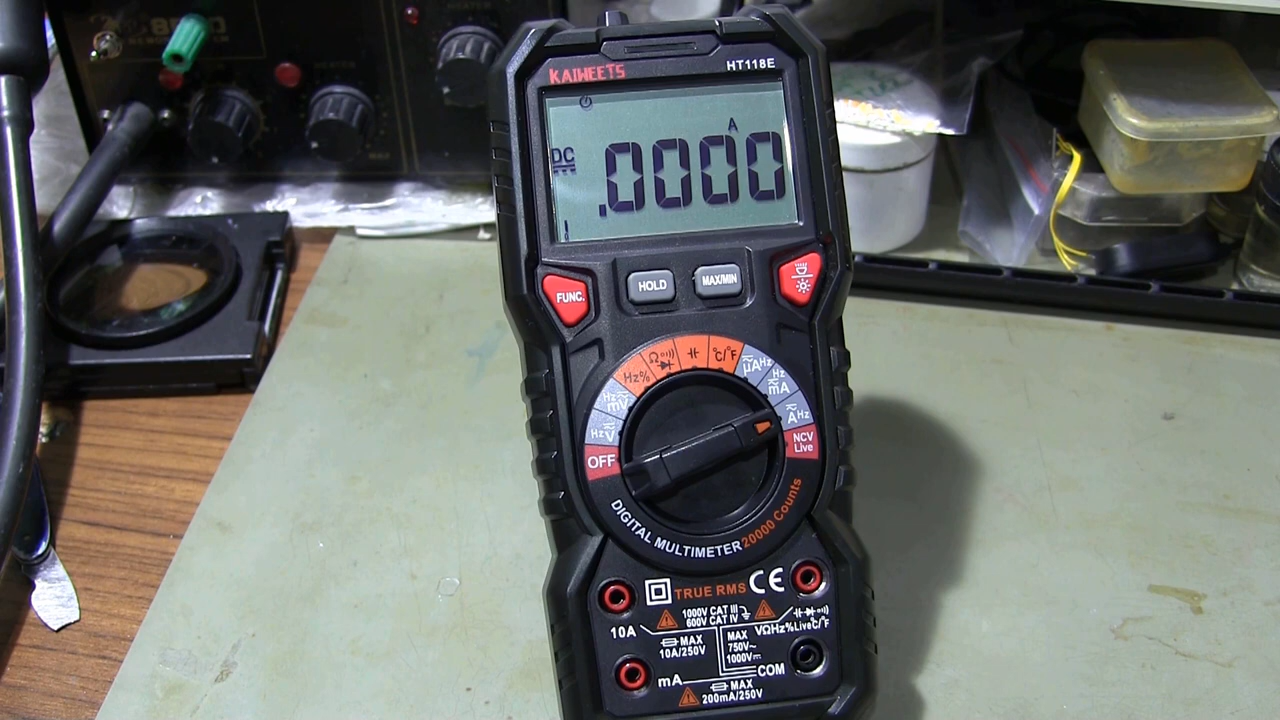 KAIWEETS
HT118E
A
DC
.0000
FUNC.
HOLD
MAX/MIN
Hz%
Ω
°C/°F
μA Hz
Hz mA
A Hz
Hz mV
Hz V
OFF
NCV
Live
DIGITAL MULTIMETER 20000 Counts
TRUE RMS CE
1000V CAT III
600V CAT IV
10A
MAX
10A/250V
MAX
750V~
1000V⎓
VΩHz%Live°C/°F
mA
COM
MAX
200mA/250V